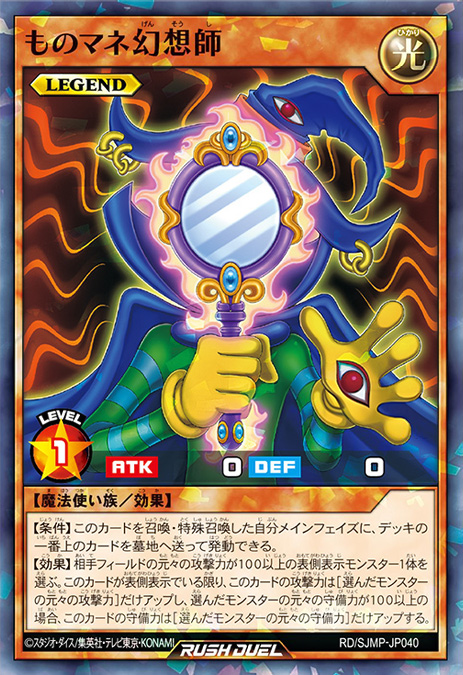 ものマネ幻想師
げんそうし
光
ひかり
LEGEND
LEVEL
1
ATK 0 DEF 0
【魔法使い族/効果】
【条件】このカードを召喚・特殊召喚した自分メインフェイズに、デッキの
一番上のカードを墓地へ送って発動できる。
【効果】相手フィールドの元々の攻撃力が100以上の表側表示モンスター1体を
選ぶ。このカードが表側表示でいる限り、このカードの攻撃力は[選んだモンスター
の元々の攻撃力]だけアップし、選んだモンスターの元々の守備力が100以上の
場合、このカードの守備力は[選んだモンスターの元々の守備力]だけアップする。
©スタジオ・ダイス/集英社・テレビ東京・KONAMI
RUSH DUEL
RD/SJMP-JP040